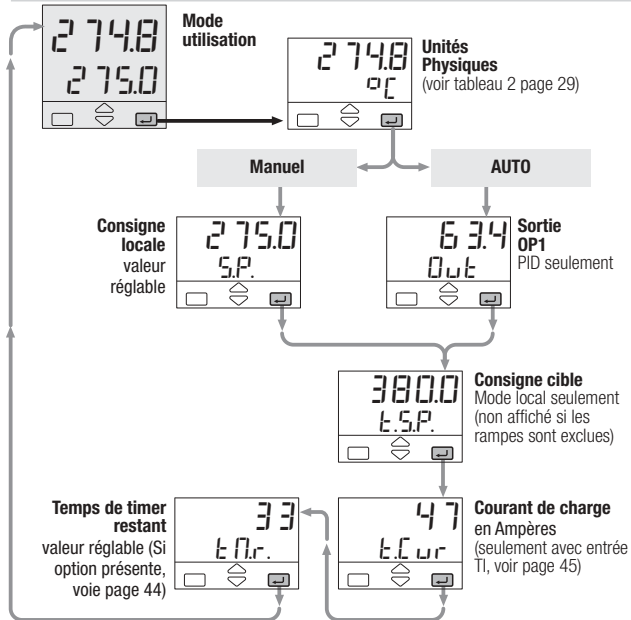 274.8
275.0
Mode
utilisation
274.8
°C
Unités
Physiques
(voir tableau 2 page 29)
Manuel
AUTO
Consigne
locale
valeur
réglable
275.0
S.P.
63.4
Out
Sortie
OP1
PID seulement
380.0
t.S.P.
Consigne cible
Mode local seulement
(non affiché si les
rampes sont exclues)
Temps de timer
restant
valeur réglable (Si
option présente,
voie page 44)
33
tM.r.
47
t.Cur
Courant de charge
en Ampères
(seulement avec entrée
TI, voir page 45)